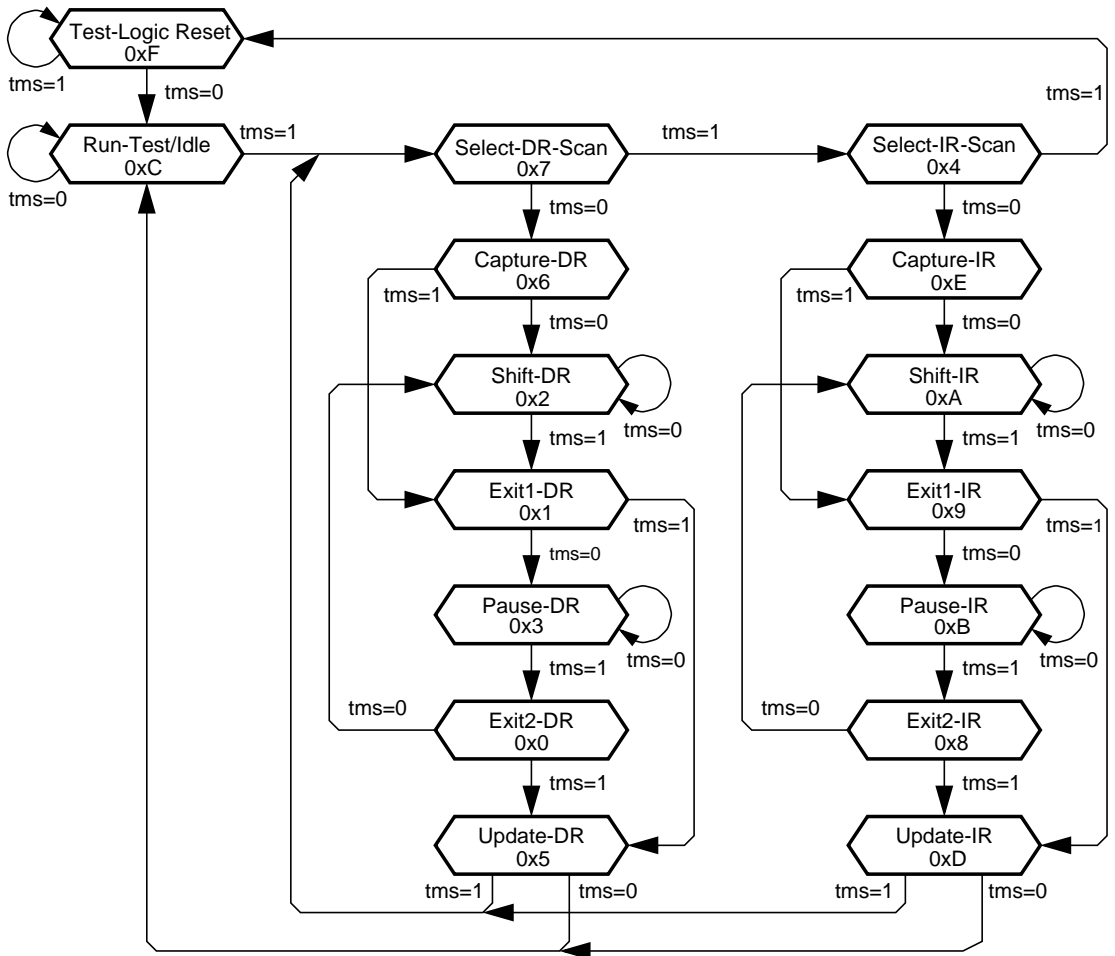 Test-Logic Reset
0xF
tms=1
tms=0
tms=1
Run-Test/Idle
0xC
tms=0
tms=1
Select-DR-Scan
0x7
tms=1
Select-IR-Scan
0x4
tms=0
tms=0
Capture-DR
0x6
tms=1
tms=0
Capture-IR
0xE
tms=1
tms=0
Shift-DR
0x2
tms=0
tms=1
Shift-IR
0xA
tms=0
tms=1
Exit1-DR
0x1
tms=1
tms=0
Exit1-IR
0x9
tms=1
tms=0
Pause-DR
0x3
tms=0
tms=1
Pause-IR
0xB
tms=0
tms=1
tms=0
Exit2-DR
0x0
tms=1
tms=0
Exit2-IR
0x8
tms=1
Update-DR
0x5
tms=1
tms=0
Update-IR
0xD
tms=1
tms=0